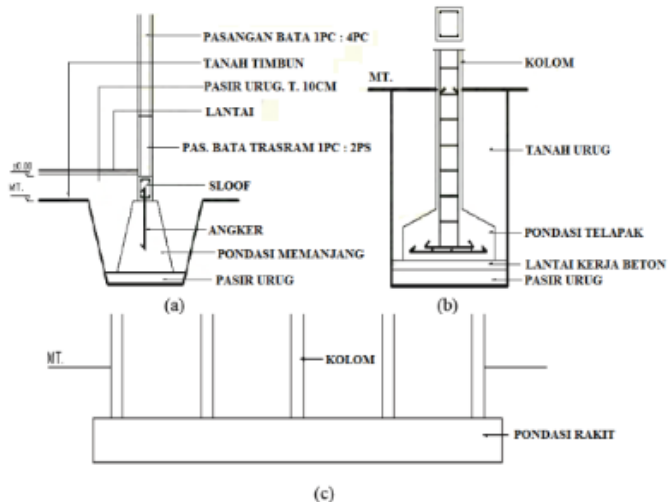 PASANGAN BATA 1PC : 4PC
TANAH TIMBUN
PASIR URUG. T. 10CM
LANTAI
PAS. BATA TRASRAM 1PC : 2PS
±0.00
MT.
SLOOF
ANGKER
PONDASI MEMANJANG
PASIR URUG
(a)
MT.
KOLOM
TANAH URUG
PONDASI TELAPAK
LANTAI KERJA BETON
PASIR URUG
(b)
MT.
KOLOM
PONDASI RAKIT
(c)